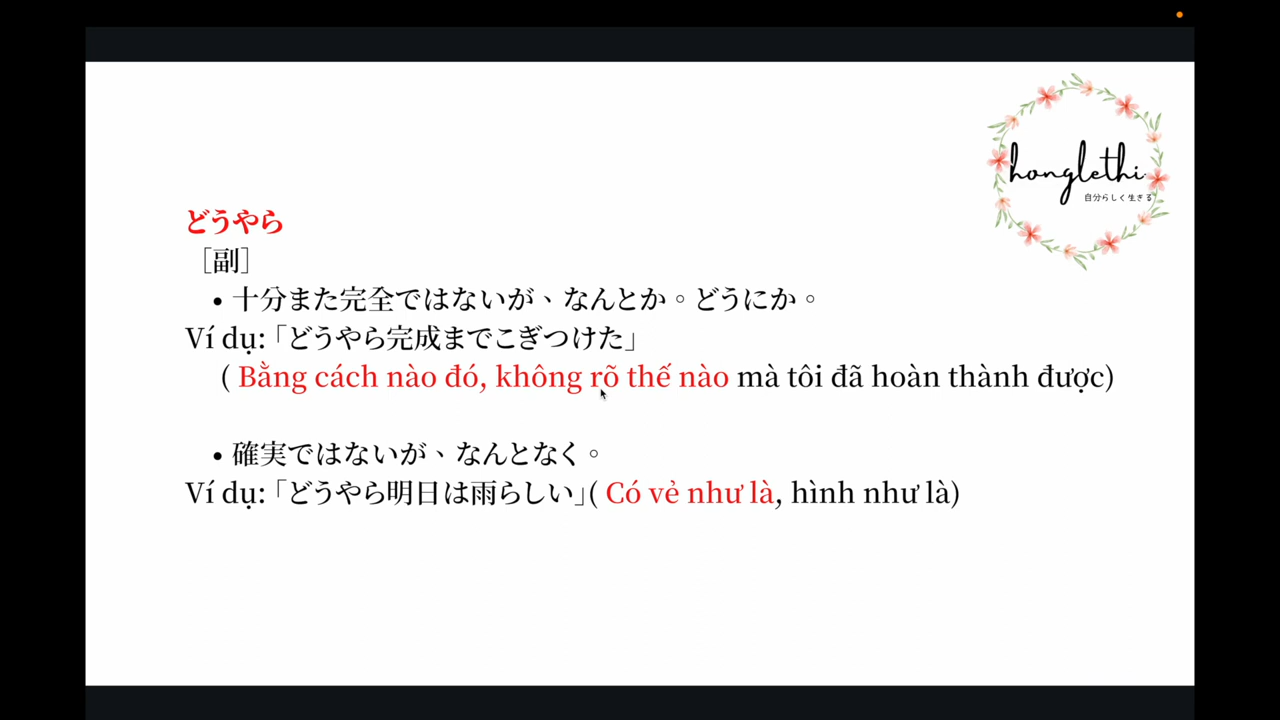 honglethi
自分らしく生きる
どうやら
［副］
• 十分また完全ではないが、なんとか。どうにか。
Ví dụ:「どうやら完成までこぎつけた」
( Bằng cách nào đó, không rõ thế nào mà tôi đã hoàn thành được)
• 確実ではないが、なんとなく。
Ví dụ:「どうやら明日は雨らしい」( Có vẻ như là, hình như là)